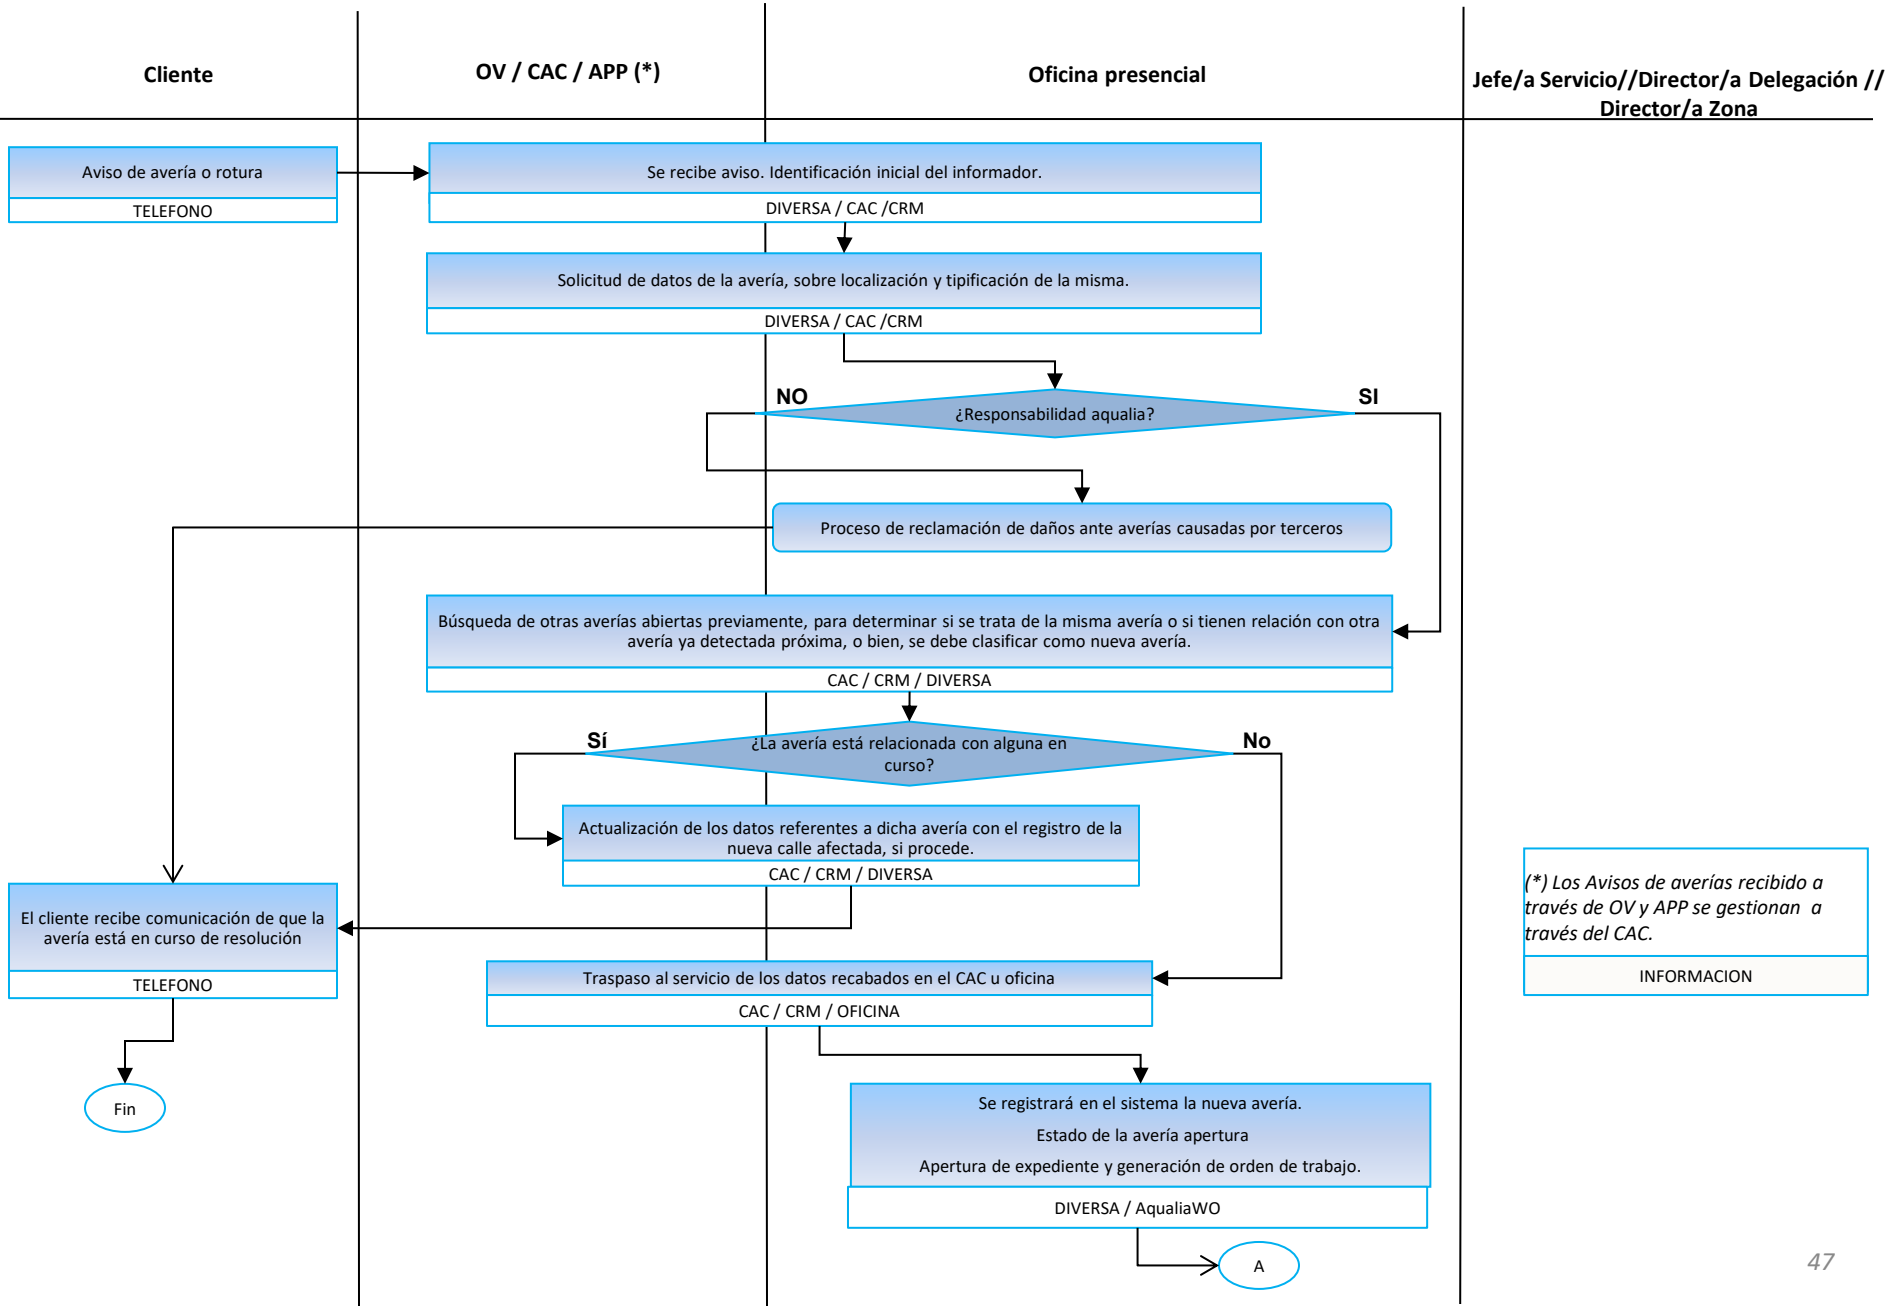 Cliente
OV / CAC / APP (*)
Oficina presencial
Jefe/a Servicio//Director/a Delegación //
Director/a Zona
Aviso de avería o rotura
TELEFONO
Se recibe aviso. Identificación inicial del informador.
DIVERSA / CAC /CRM
Solicitud de datos de la avería, sobre localización y tipificación de la misma.
DIVERSA / CAC /CRM
NO
¿Responsabilidad aqualia?
SI
Proceso de reclamación de daños ante averías causadas por terceros
Búsqueda de otras averías abiertas previamente, para determinar si se trata de la misma avería o si tienen relación con otra
avería ya detectada próxima, o bien, se debe clasificar como nueva avería.
CAC / CRM / DIVERSA
Sí
¿La avería está relacionada con alguna en
curso?
No
Actualización de los datos referentes a dicha avería con el registro de la
nueva calle afectada, si procede.
CAC / CRM / DIVERSA
El cliente recibe comunicación de que la
avería está en curso de resolución
TELEFONO
(*) Los Avisos de averías recibido a
través de OV y APP se gestionan a
través del CAC.
INFORMACION
Traspaso al servicio de los datos recabados en el CAC u oficina
CAC / CRM / OFICINA
Fin
Se registrará en el sistema la nueva avería.
Estado de la avería apertura
Apertura de expediente y generación de orden de trabajo.
DIVERSA / AqualiaWO
A
47